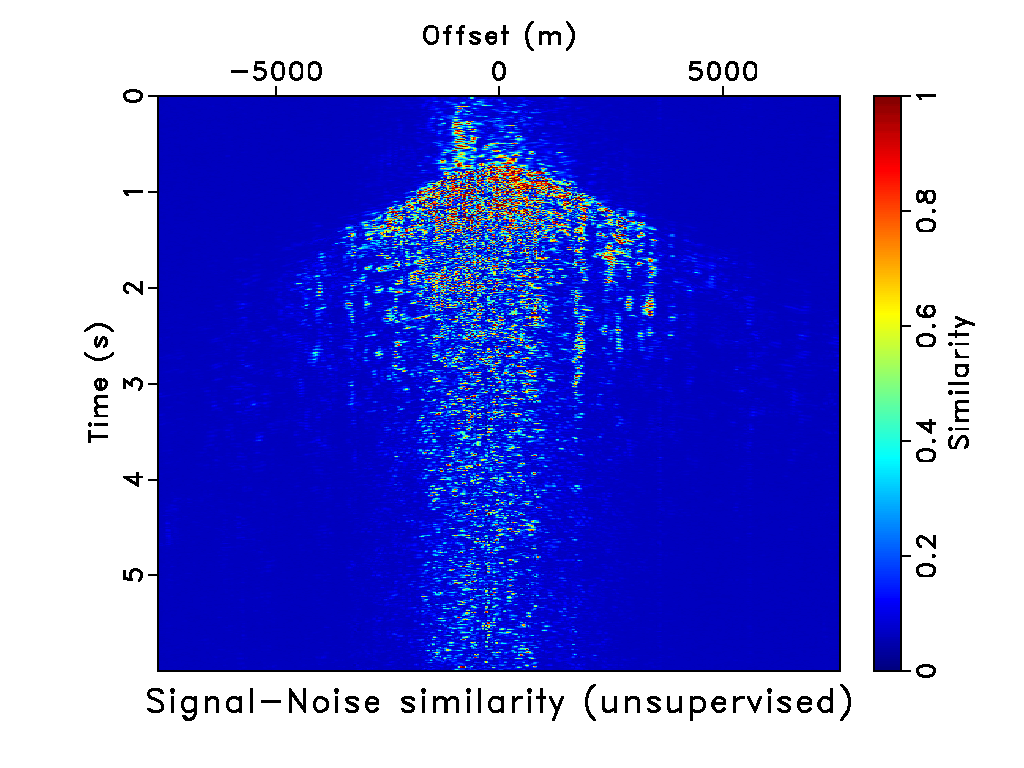 Offset (m)
−5000 0 5000
0
1
2
3
4
5
Time (s)
0
0.2
0.4
0.6
0.8
1
Similarity
Signal−Noise similarity (unsupervised)